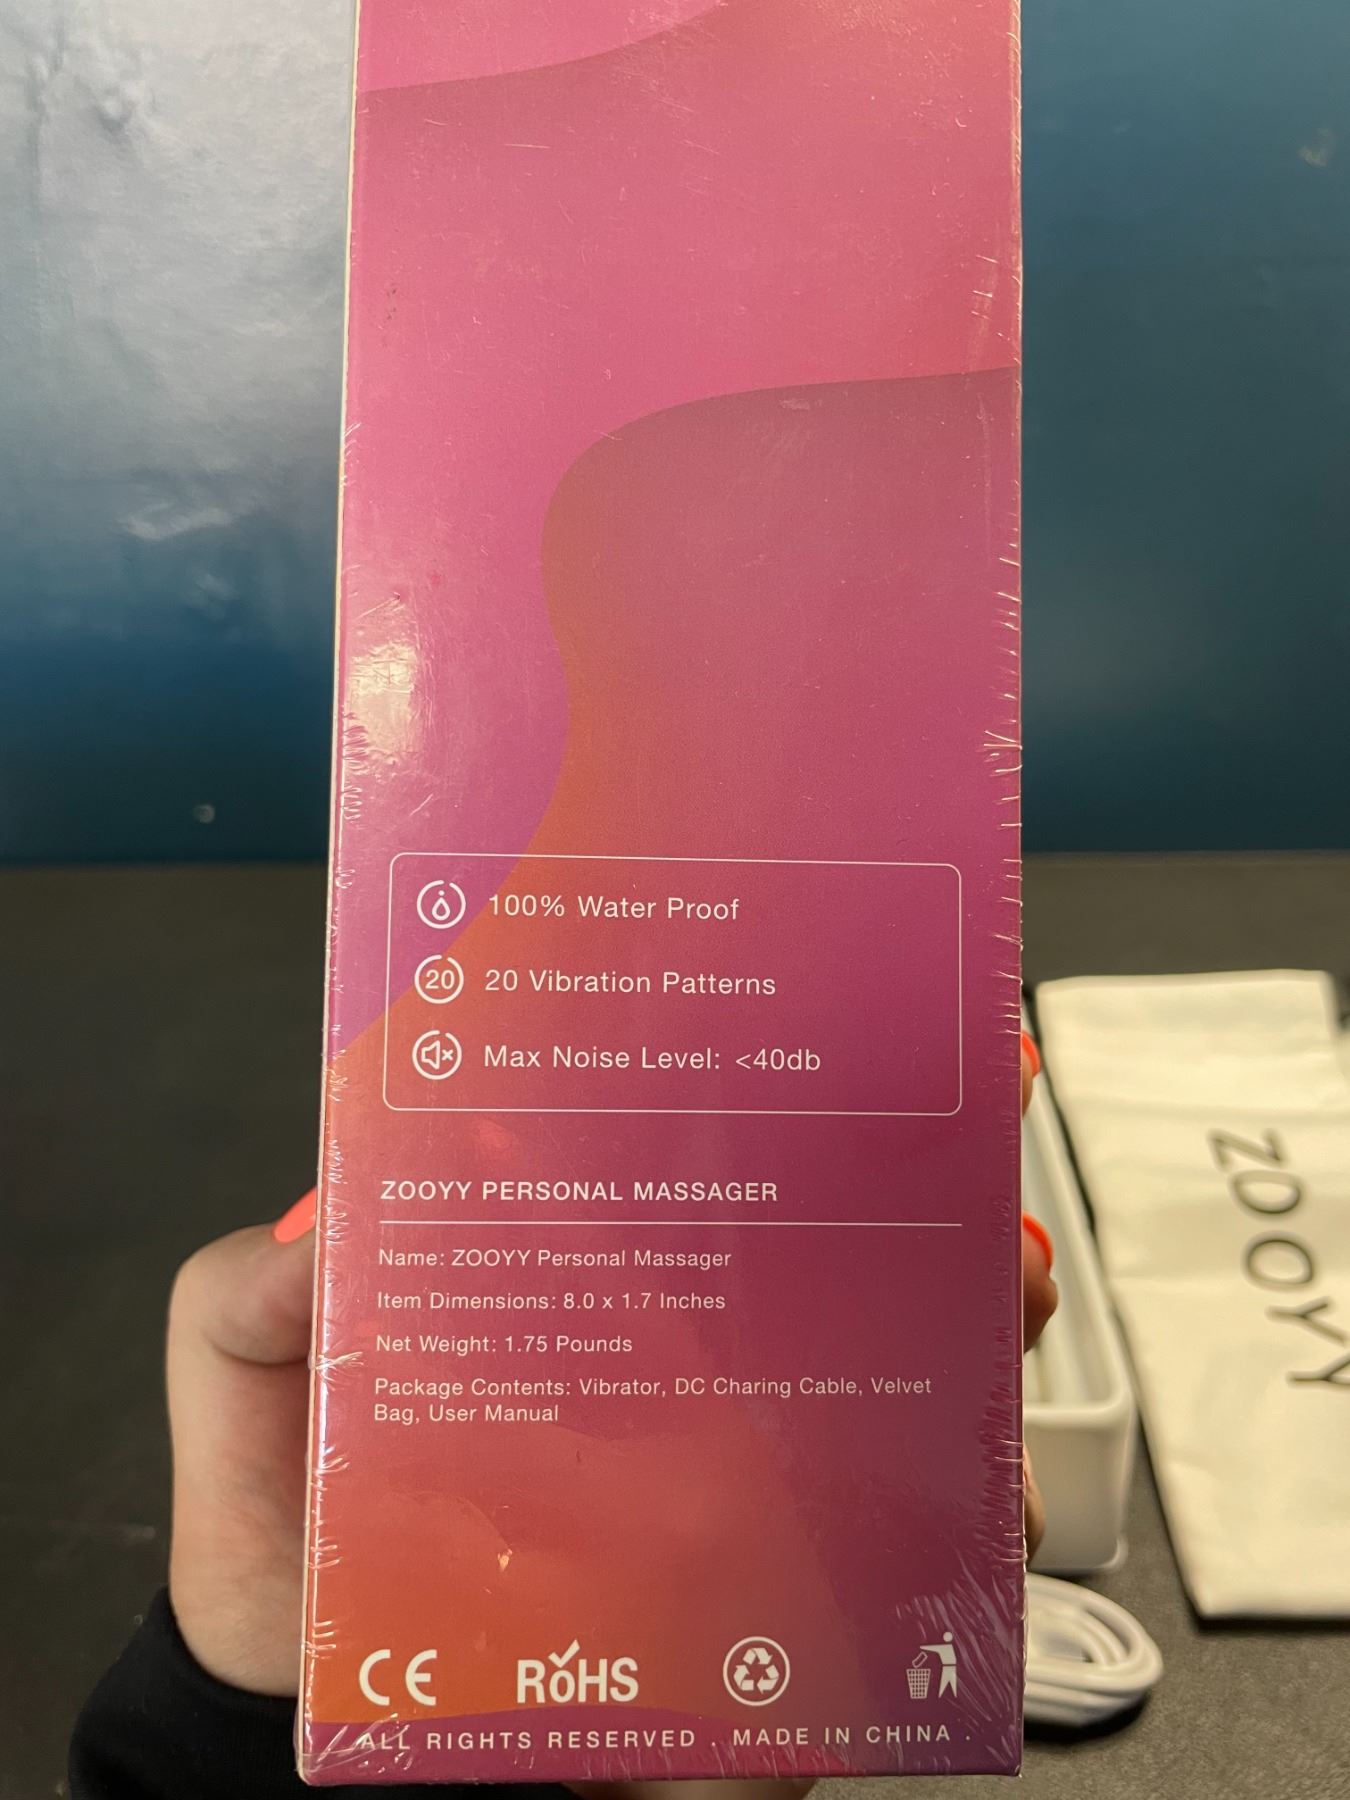 100% Water Proof
20 20 Vibration Patterns
Max Noise Level: <40db
ZOOYY PERSONAL MASSAGER
Name: ZOOYY Personal Massager
Item Dimensions: 8.0 x 1.7 Inches
Net Weight: 1.75 Pounds
Package Contents: Vibrator, DC Charing Cable, Velvet
Bag, User Manual
CE RoHS
ALL RIGHTS RESERVED . MADE IN CHINA .
ZOOYY